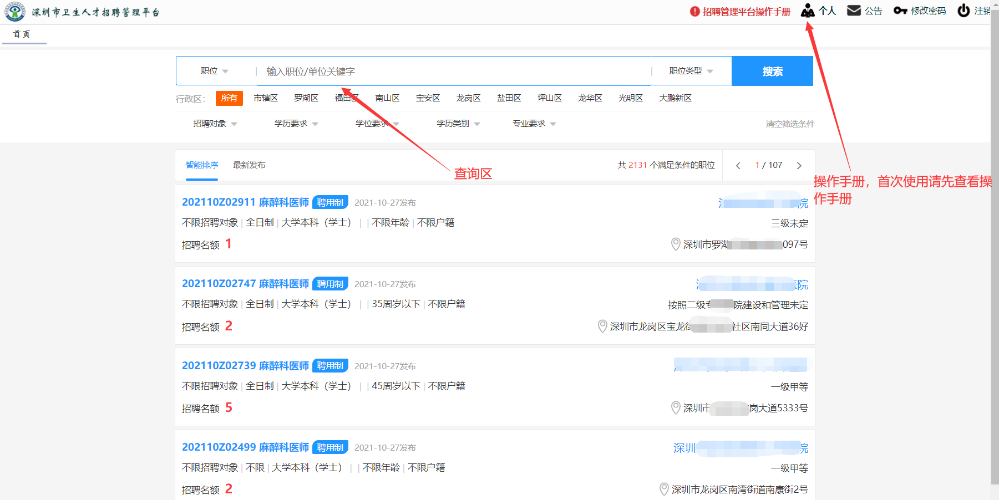 深圳市卫生人才招聘管理平台
招聘管理平台操作手册 个人 公告 修改密码 注销
首页
职位 输入职位/单位关键字 职位类型 搜索
行政区： 所有 市辖区 罗湖区 福田区 南山区 宝安区 龙岗区 盐田区 坪山区 龙华区 光明区 大鹏新区
招聘对象 学历要求 学位要求 学历类别 专业要求 清空筛选条件
智能排序 最新发布 共 2131 个满足条件的职位 1 / 107
查询区
操作手册，首次使用请先查看操
作手册
202110Z02911 麻醉科医师 聘用制 2021-10-27发布 院
不限招聘对象 | 全日制 | 大学本科（学士） | | 不限年龄 | 不限户籍 三级未定
招聘名额 1 深圳市罗湖 097号
202110Z02747 麻醉科医师 聘用制 2021-10-27发布 医院
不限招聘对象 | 全日制 | 大学本科（学士） | | 35周岁以下 | 不限户籍 按照二级专 院建设和管理未定
招聘名额 2 深圳市龙岗区宝龙街 社区南同大道36好
202110Z02739 麻醉科医师 聘用制 2021-10-27发布
不限招聘对象 | 全日制 | 大学本科（学士） | | 45周岁以下 | 不限户籍 一级甲等
招聘名额 5 深圳市 岗大道5333号
202110Z02499 麻醉科医师 聘用制 2021-10-27发布 深圳 院
不限招聘对象 | 不限 | 大学本科（学士） | | 不限年龄 | 不限户籍 一级甲等
招聘名额 2 深圳市龙岗区南湾街道南康街2号